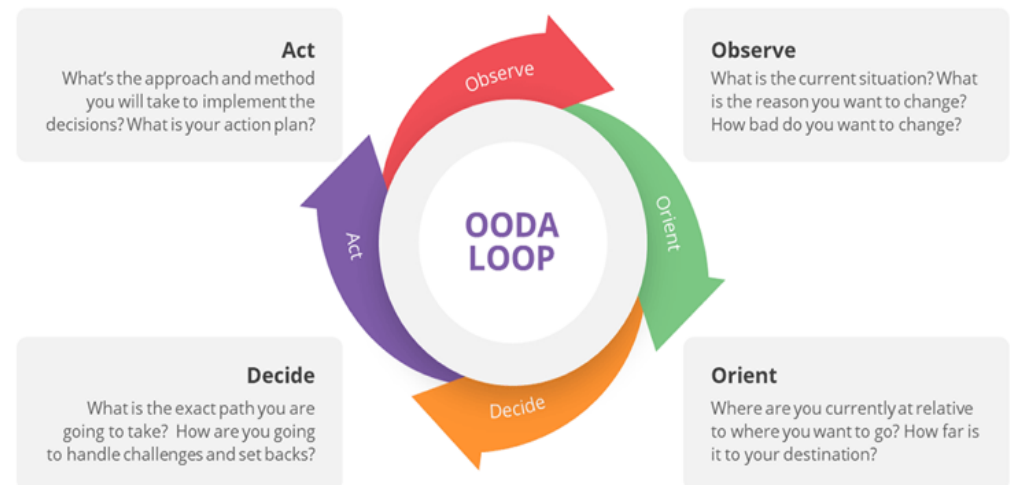 Act
What's the approach and method
you will take to implement the
decisions? What is your action plan?
Observe
What is the current situation? What
is the reason you want to change?
How bad do you want to change?
Observe
Orient
Decide
Act
OODA
LOOP
Decide
What is the exact path you are
going to take? How are you going
to handle challenges and set backs?
Orient
Where are you currently at relative
to where you want to go? How far is
it to your destination?